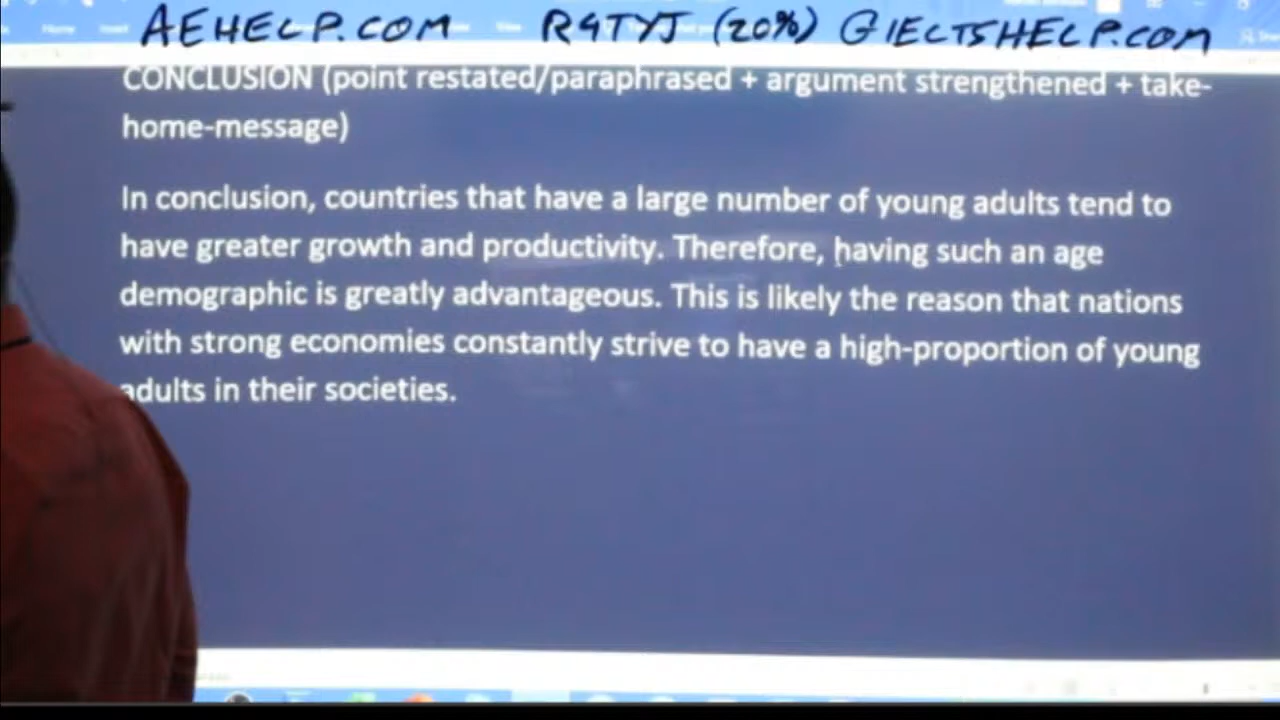 AEHELP.COM R9TYJ (20%) GIELTSHELP.COM
CONCLUSION (point restated/paraphrased + argument strengthened + take-
home-message)
In conclusion, countries that have a large number of young adults tend to
have greater growth and productivity. Therefore, having such an age
demographic is greatly advantageous. This is likely the reason that nations
with strong economies constantly strive to have a high-proportion of young
adults in their societies.